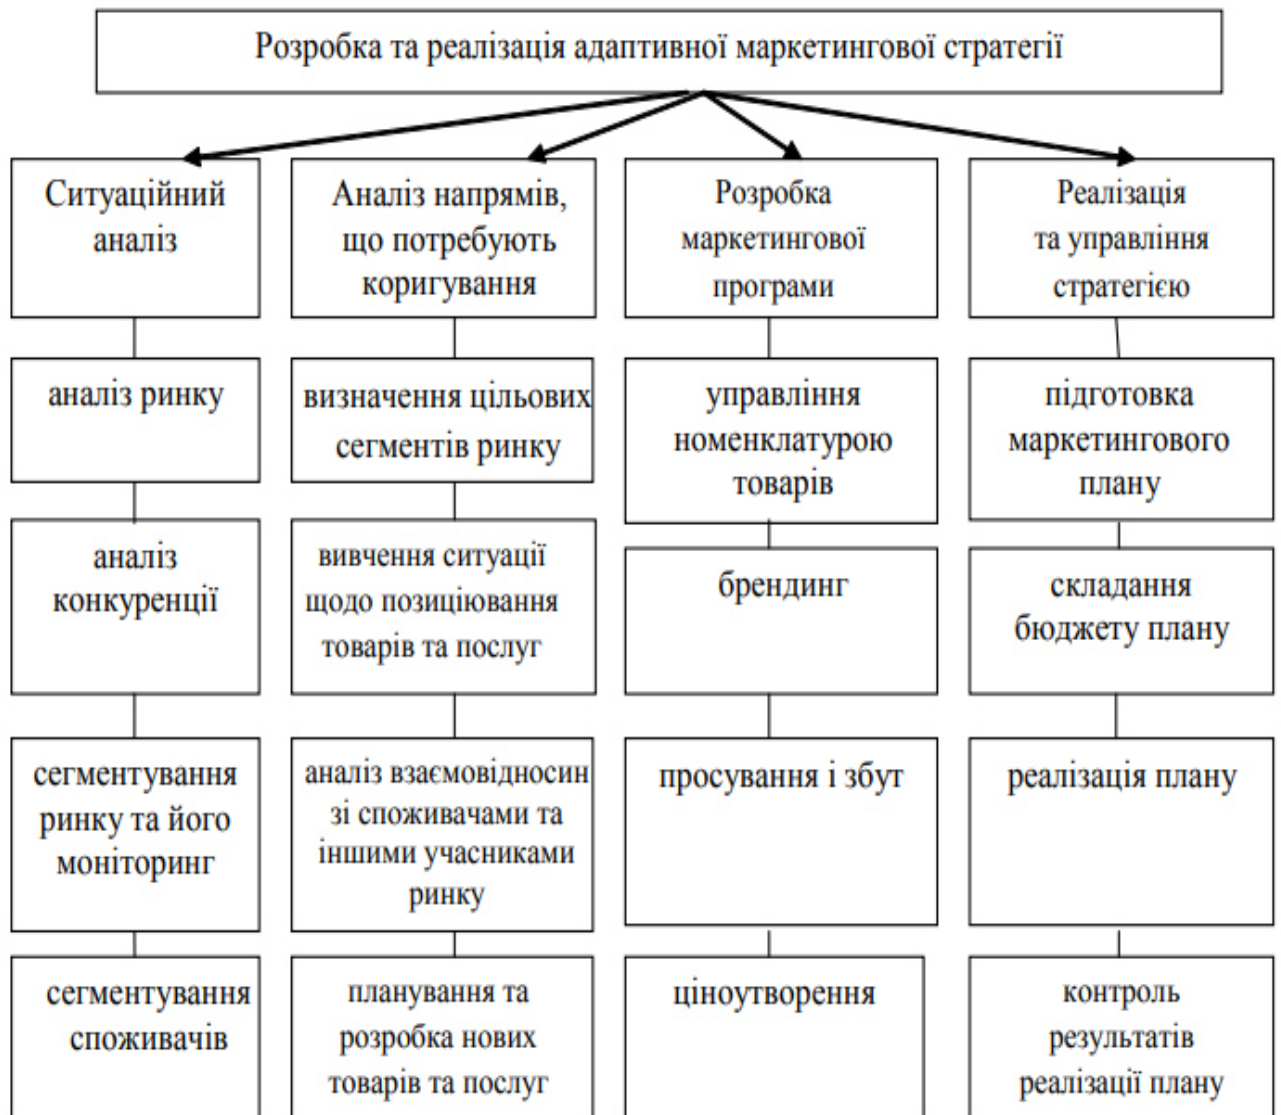 Розробка та реалізація адаптивної маркетингової стратегії
Ситуаційний
аналіз
аналіз ринку
аналіз
конкуренції
сегментування
ринку та його
моніторинг
сегментування
споживачів
Аналіз напрямів,
що потребують
коригування
визначення цільових
сегментів ринку
вивчення ситуації
щодо позиціювання
товарів та послуг
аналіз взаємовідносин
зі споживачами та
іншими учасниками
ринку
планування та
розробка нових
товарів та послуг
Розробка
маркетингової
програми
управління
номенклатурою
товарів
брендинг
просування і збут
ціноутворення
Реалізація
та управління
стратегією
підготовка
маркетингового
плану
складання
бюджету плану
реалізація плану
контроль
результатів
реалізації плану